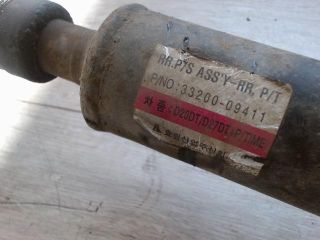 RR.P/S ASS'Y-RR, P/T
P/NO: 33200-09411
차 종: D20DT/D27DT+P/TIME